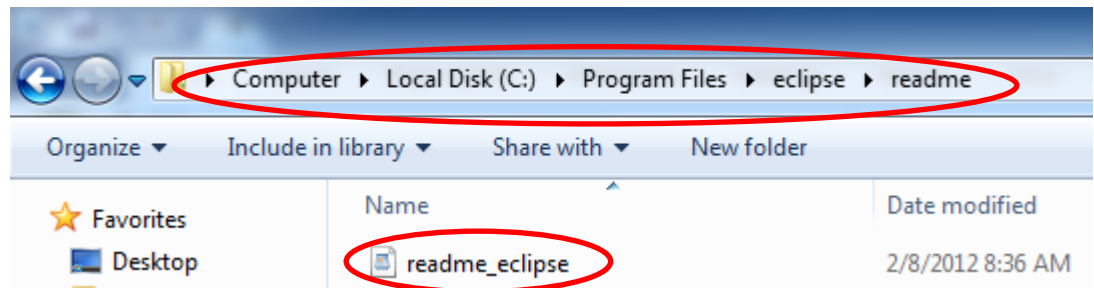 Computer ▸ Local Disk (C:) ▸ Program Files ▸ eclipse ▸ readme
Organize ▾ Include in library ▾ Share with ▾ New folder
Favorites Name Date modified
Desktop readme_eclipse 2/8/2012 8:36 AM